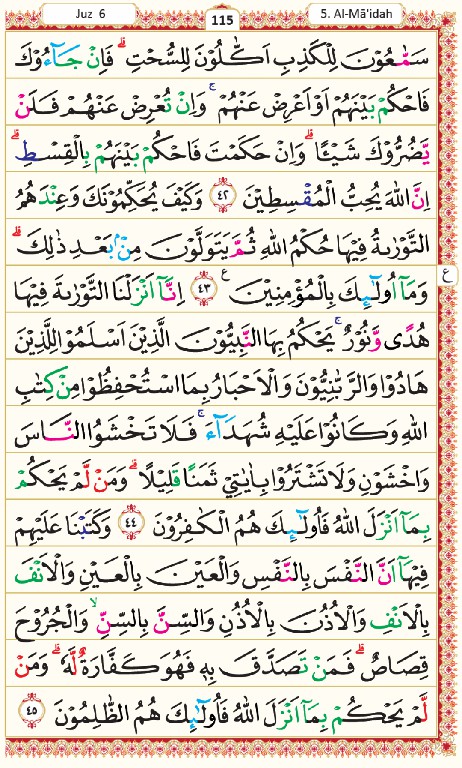 Juz 6
115
5. Al-Mā'idah
سَمّٰعُوْنَ لِلْكَذِبِ اَكّٰلُوْنَ لِلسُّحْتِ ؕ فَاِنْ جَآءُوْكَ
فَاحْكُمْ بَيْنَهُمْ اَوْ اَعْرِضْ عَنْهُمْ ۚ وَاِنْ تُعْرِضْ عَنْهُمْ فَلَنْ
يَّضُرُّوْكَ شَيْـًٔا ؕ وَاِنْ حَكَمْتَ فَاحْكُمْ بَيْنَهُمْ بِالْقِسْطِ ؕ
اِنَّ اللّٰهَ يُحِبُّ الْمُقْسِطِيْنَ ﴿٤٢﴾ وَكَيْفَ يُحَكِّمُوْنَكَ وَعِنْدَهُمُ
التَّوْرٰىةُ فِيْهَا حُكْمُ اللّٰهِ ثُمَّ يَتَوَلَّوْنَ مِنْۢ بَعْدِ ذٰلِكَ ؕ
وَمَآ اُولٰٓئِكَ بِالْمُؤْمِنِيْنَ ع ﴿٤٣﴾ اِنَّآ اَنْزَلْنَا التَّوْرٰىةَ فِيْهَا
ع
هُدًى وَّنُوْرٌ ۚ يَحْكُمُ بِهَا النَّبِيُّوْنَ الَّذِيْنَ اَسْلَمُوْا لِلَّذِيْنَ
هَادُوْا وَالرَّبّٰنِيُّوْنَ وَالْاَحْبَارُ بِمَا اسْتُحْفِظُوْا مِنْ كِتٰبِ
اللّٰهِ وَكَانُوْا عَلَيْهِ شُهَدَآءَ ۚ فَلَا تَخْشَوُا النَّاسَ
وَاخْشَوْنِ وَلَا تَشْتَرُوْا بِاٰيٰتِيْ ثَمَنًا قَلِيْلًا ؕ وَمَنْ لَّمْ يَحْكُمْ
بِمَآ اَنْزَلَ اللّٰهُ فَاُولٰٓئِكَ هُمُ الْكٰفِرُوْنَ ﴿٤٤﴾ وَكَتَبْنَا عَلَيْهِمْ
فِيْهَآ اَنَّ النَّفْسَ بِالنَّفْسِ وَالْعَيْنَ بِالْعَيْنِ وَالْاَنْفَ
بِالْاَنْفِ وَالْاُذُنَ بِالْاُذُنِ وَالسِّنَّ بِالسِّنِّ ۙ وَالْجُرُوْحَ
قِصَاصٌ ؕ فَمَنْ تَصَدَّقَ بِهٖ فَهُوَ كَفَّارَةٌ لَّهٗ ؕ وَمَنْ
لَّمْ يَحْكُمْ بِمَآ اَنْزَلَ اللّٰهُ فَاُولٰٓئِكَ هُمُ الظّٰلِمُوْنَ ﴿٤٥﴾